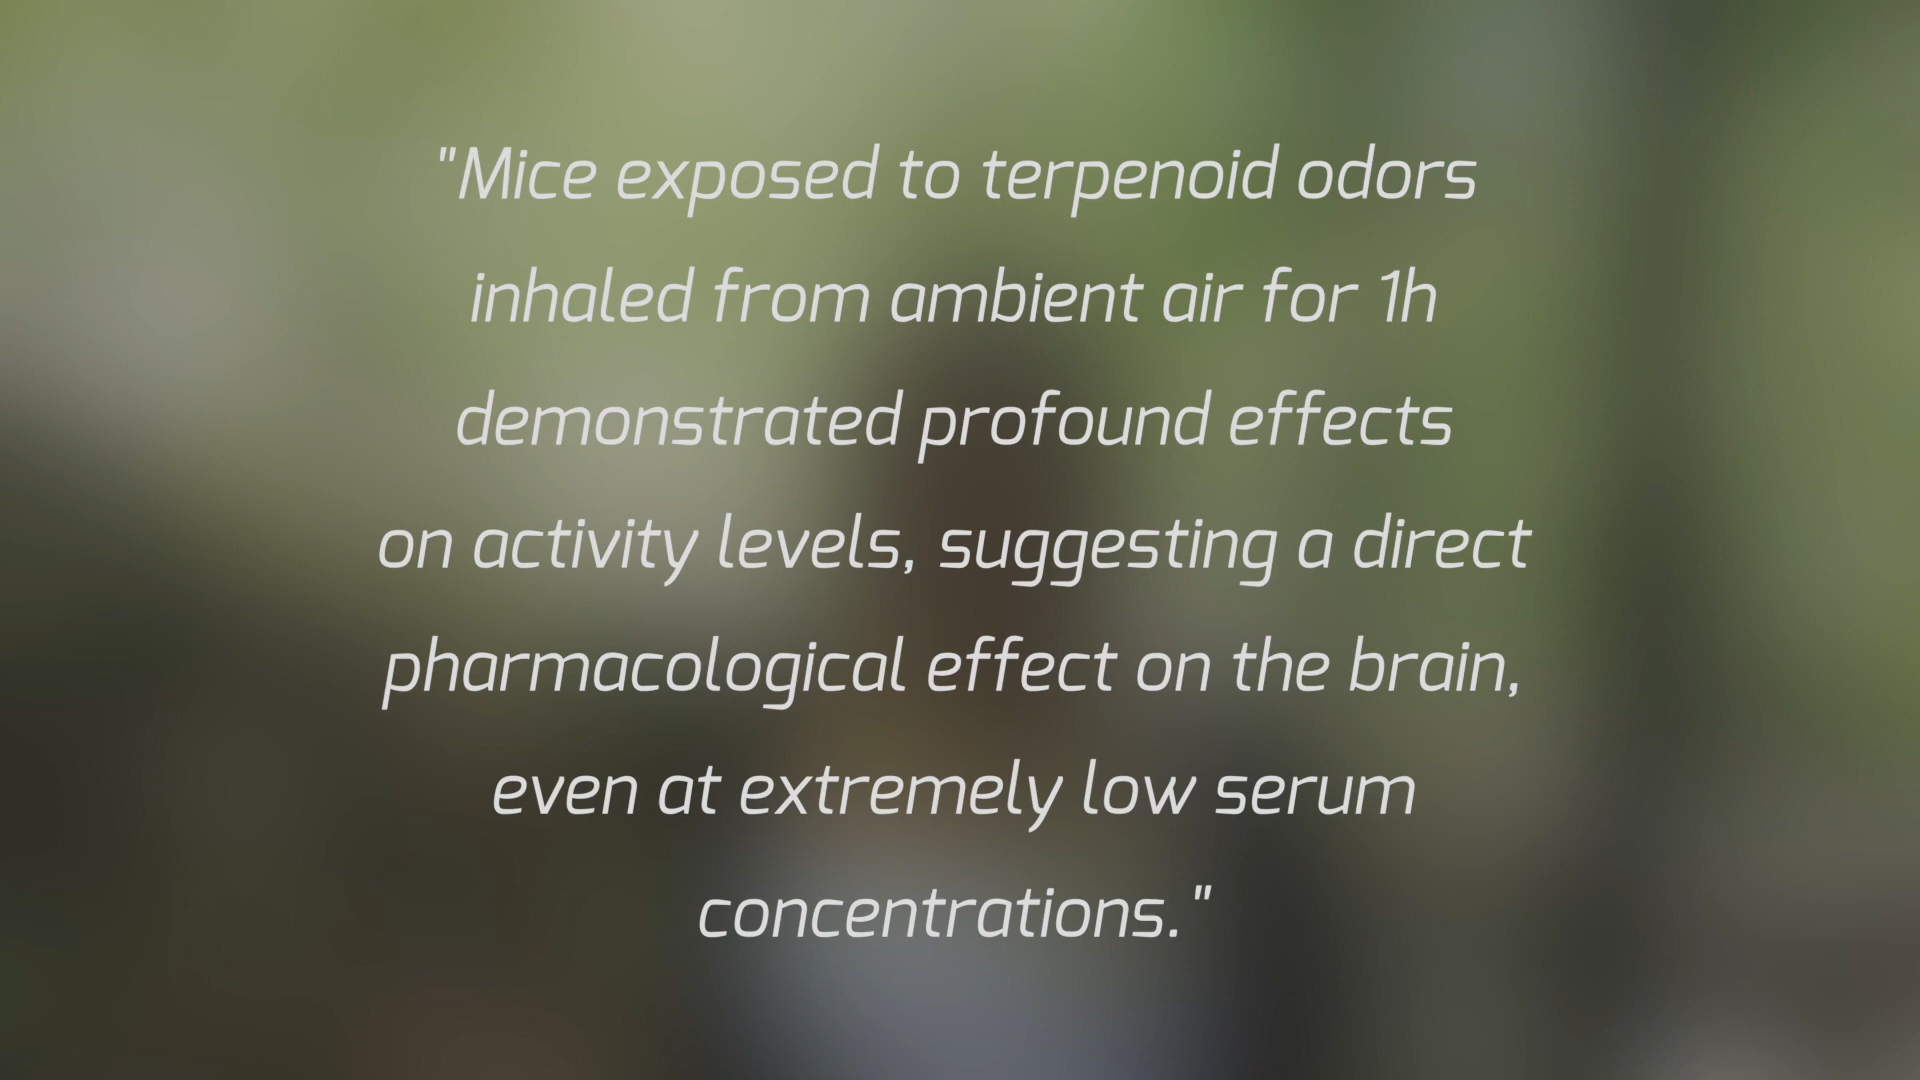 "Mice exposed to terpenoid odors
inhaled from ambient air for 1h
demonstrated profound effects
on activity levels, suggesting a direct
pharmacological effect on the brain,
even at extremely low serum
concentrations."